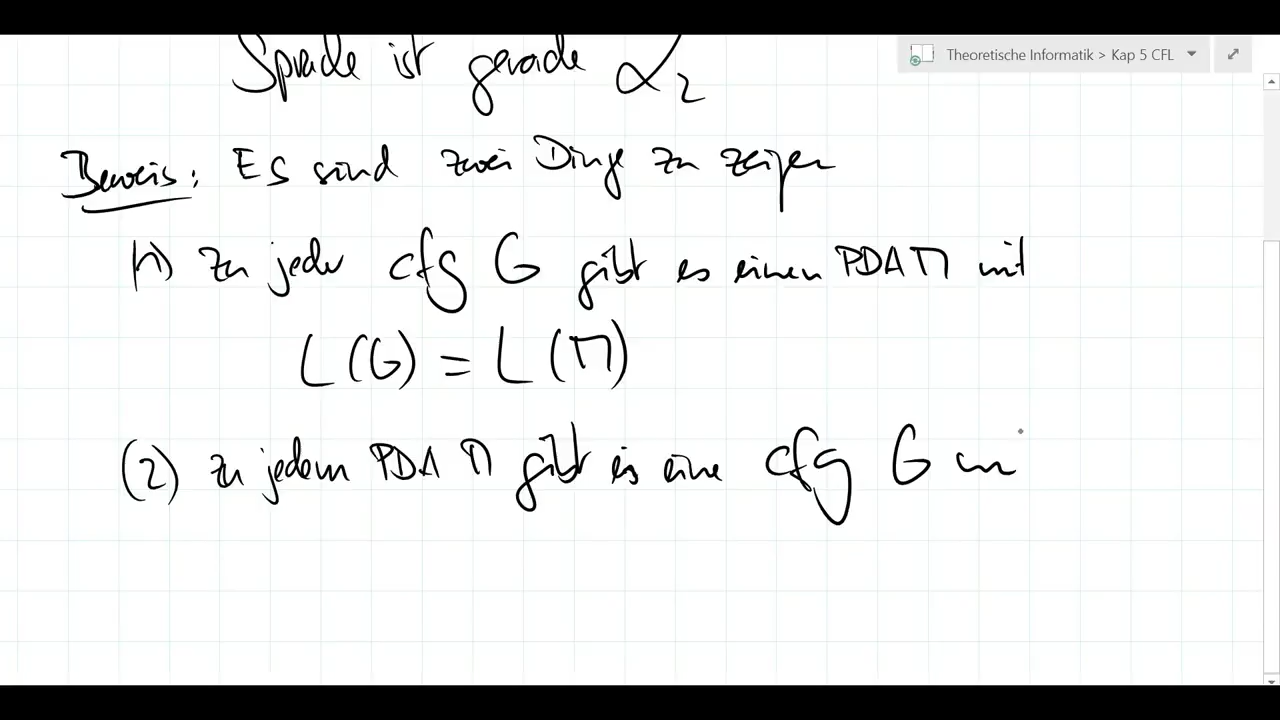 Theoretische Informatik > Kap 5 CFL
Sprache ist gerade L2
Beweis: Es sind zwei Dinge zu zeigen
(1) zu jeder cfg G gibt es einen PDA Π mit
L(G) = L(Π)
(2) zu jedem PDA Π gibt es eine cfg G m